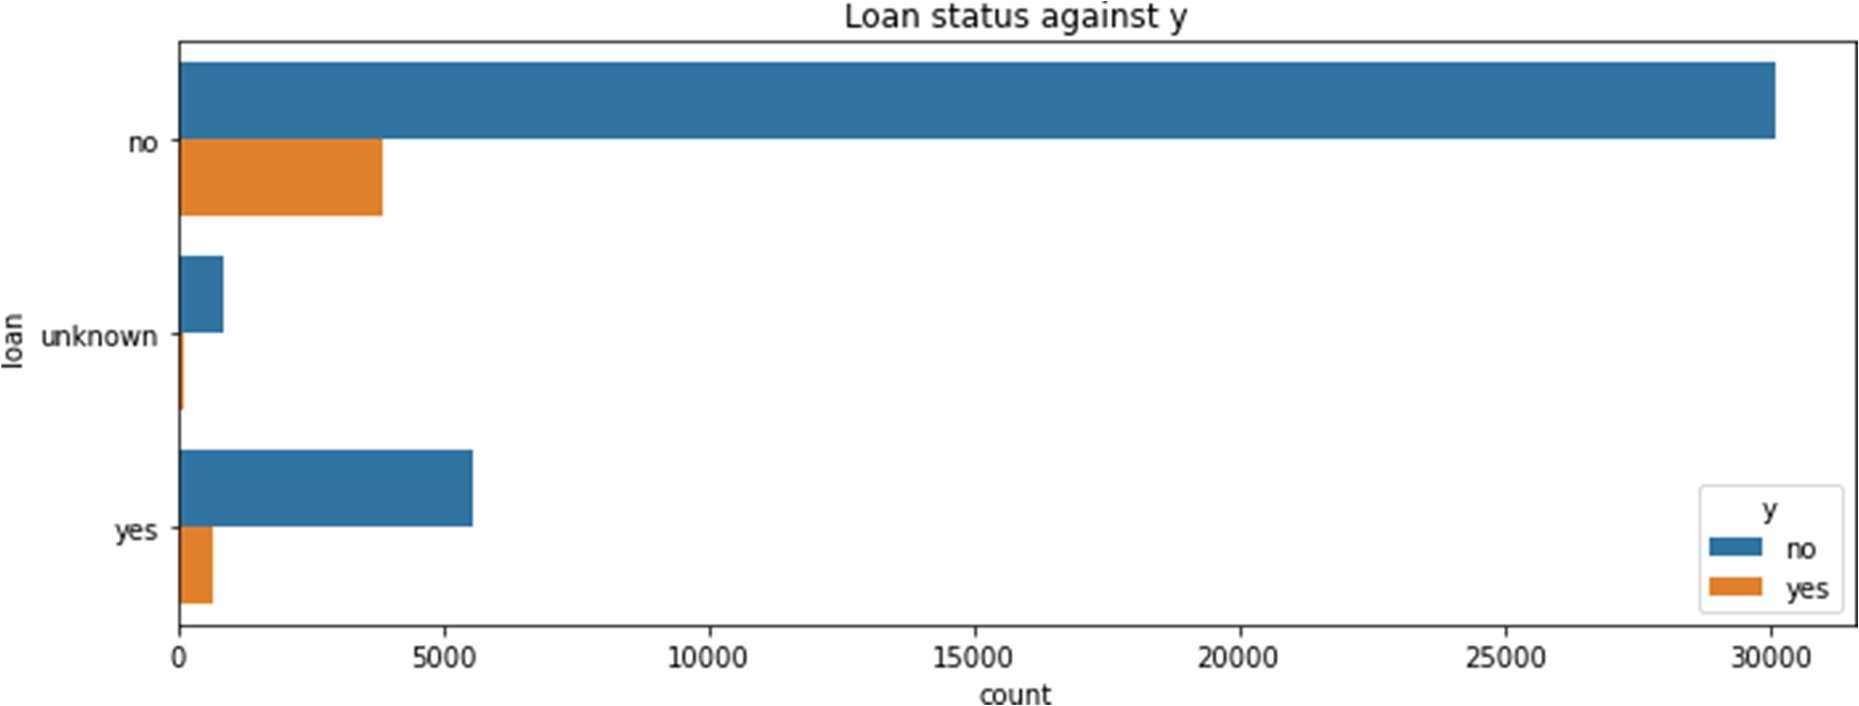 Loan status against y
no
unknown
yes
loan
y
no
yes
0 5000 10000 15000 20000 25000 30000
count